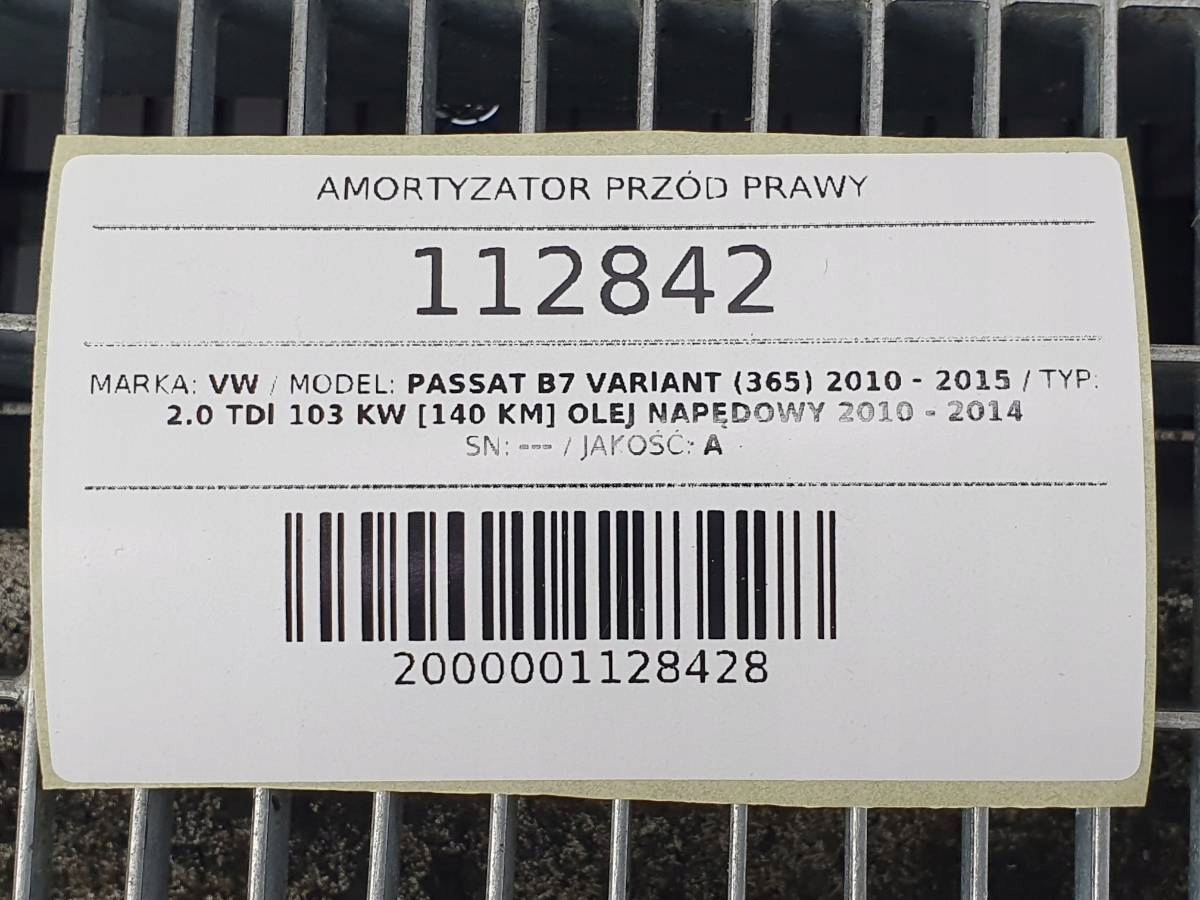 AMORTYZATOR PRZÓD PRAWY
112842
MARKA: VW / MODEL: PASSAT B7 VARIANT (365) 2010 - 2015 / TYP:
2.0 TDI 103 KW [140 KM] OLEJ NAPĘDOWY 2010 - 2014
SN: --- / JAKOŚĆ: A
2000001128428